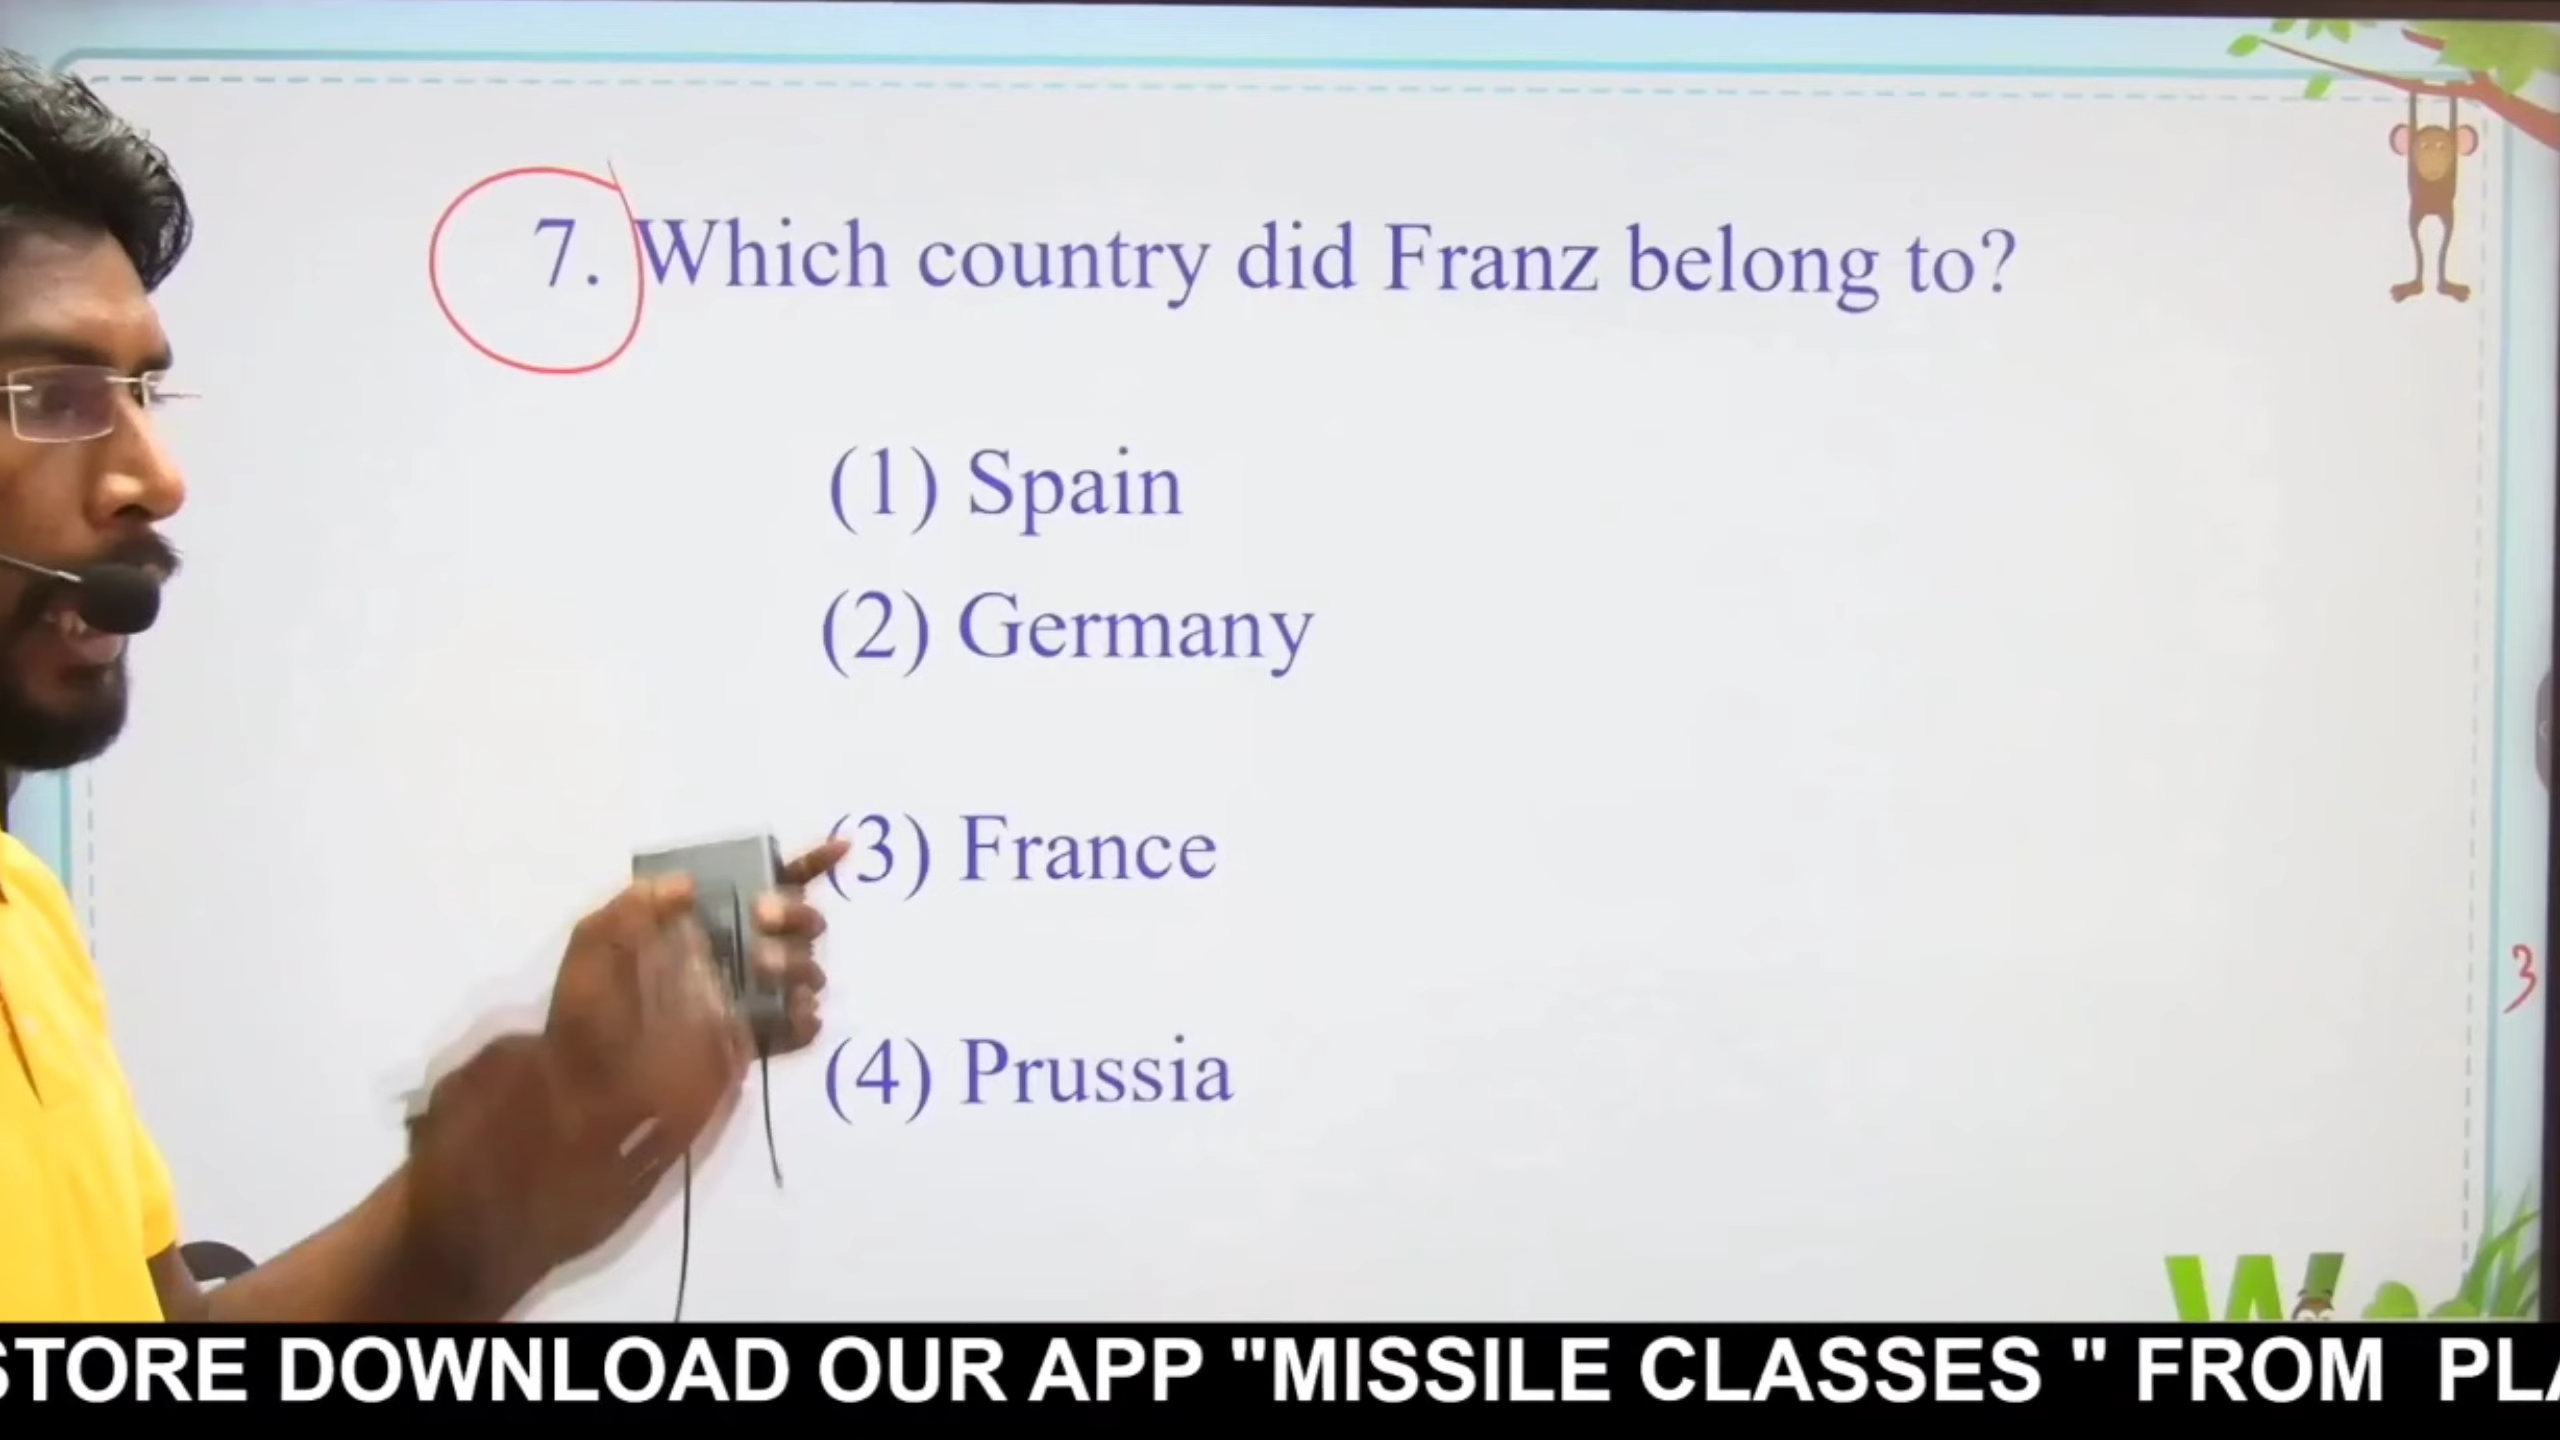 7. Which country did Franz belong to?
(1) Spain
(2) Germany
(3) France
3
(4) Prussia
STORE DOWNLOAD OUR APP "MISSILE CLASSES " FROM PLA